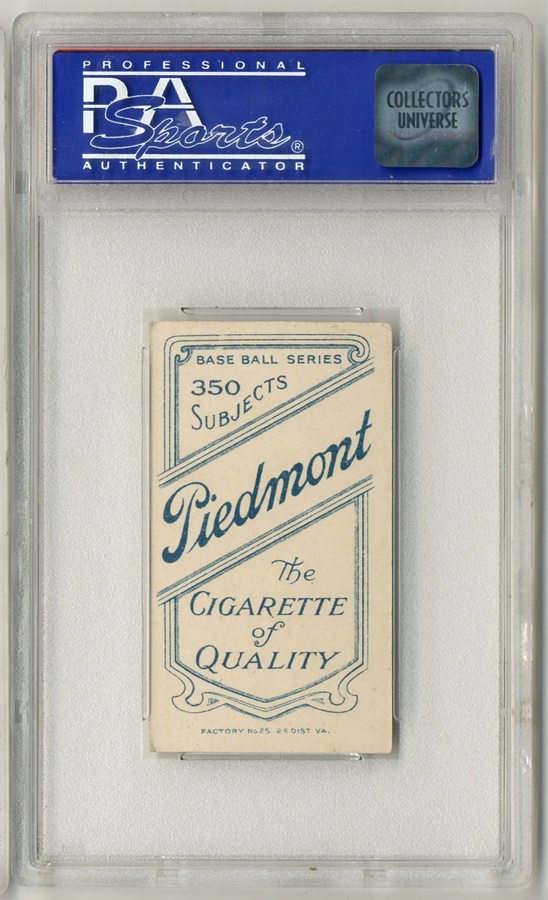 PROFESSIONAL
PSA
Sports®
AUTHENTICATOR
COLLECTORS
UNIVERSE
BASE BALL SERIES
350
SUBJECTS
Piedmont
The
CIGARETTE
of
QUALITY
FACTORY No 25, 2d DIST. VA.